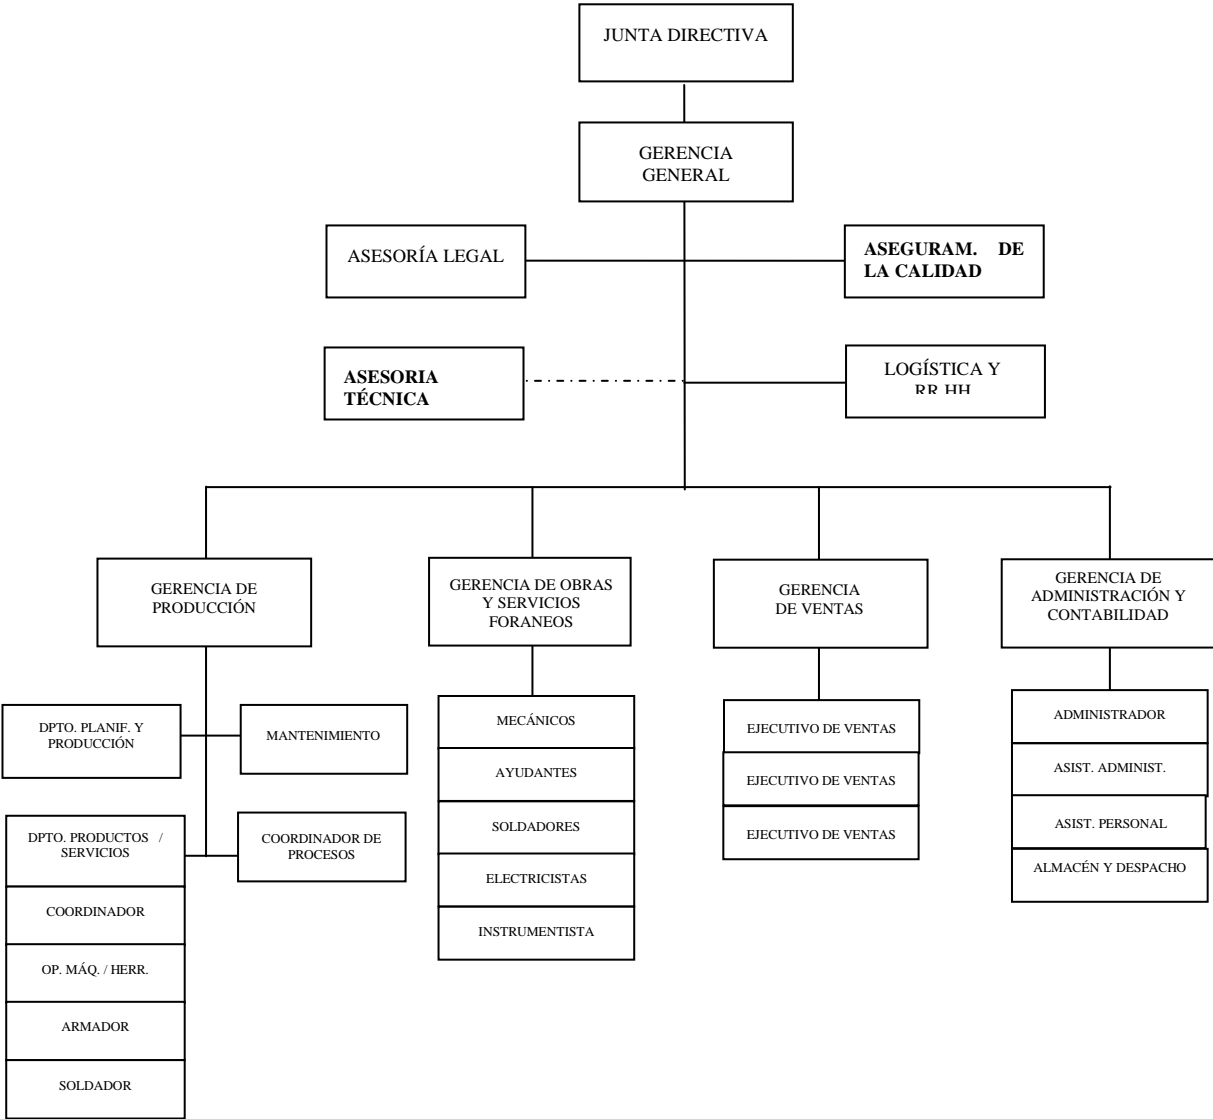 JUNTA DIRECTIVA
GERENCIA
GENERAL
ASESORÍA LEGAL
ASEGURAM. DE
LA CALIDAD
ASESORIA
TÉCNICA
LOGÍSTICA Y
RR.HH
GERENCIA DE
PRODUCCIÓN
GERENCIA DE OBRAS
Y SERVICIOS
FORANEOS
GERENCIA
DE VENTAS
GERENCIA DE
ADMINISTRACIÓN Y
CONTABILIDAD
DPTO. PLANIF. Y
PRODUCCIÓN
MANTENIMIENTO
DPTO. PRODUCTOS /
SERVICIOS
COORDINADOR DE
PROCESOS
COORDINADOR
OP. MÁQ. / HERR.
ARMADOR
SOLDADOR
MECÁNICOS
AYUDANTES
SOLDADORES
ELECTRICISTAS
INSTRUMENTISTA
EJECUTIVO DE VENTAS
EJECUTIVO DE VENTAS
EJECUTIVO DE VENTAS
ADMINISTRADOR
ASIST. ADMINIST.
ASIST. PERSONAL
ALMACÉN Y DESPACHO